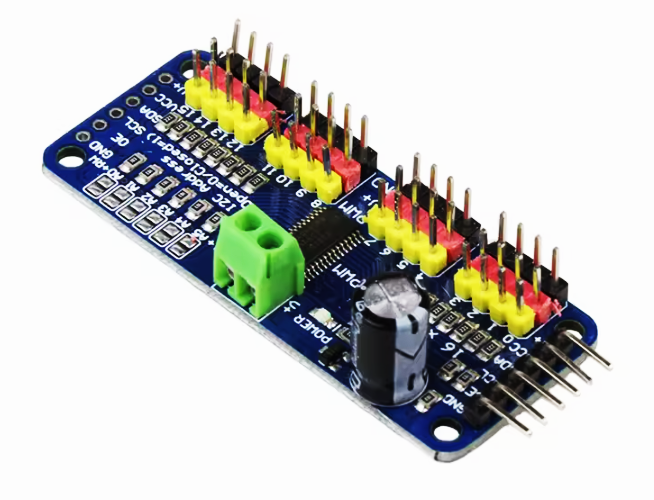 V+
VCC
SDA
SCL
OE
GND
15
14
13
12
11
10
9
8
7
6
5
4
3
2
1
0
I2C Address
(open=0/Closed=1)
A0
A1
A2
A3
A4
A5
PWM
PWM
POWER
16 x